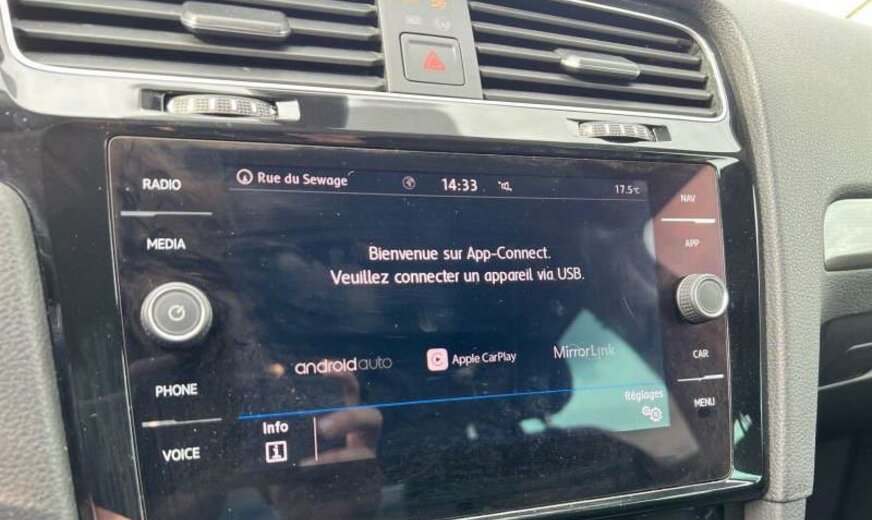 RADIO
MEDIA
PHONE
VOICE
Rue du Sewage
14:33
17.5°C
Bienvenue sur App-Connect.
Veuillez connecter un appareil via USB.
androidauto
Apple CarPlay
MirrorLink
Réglages
Info
NAV
APP
CAR
MENU